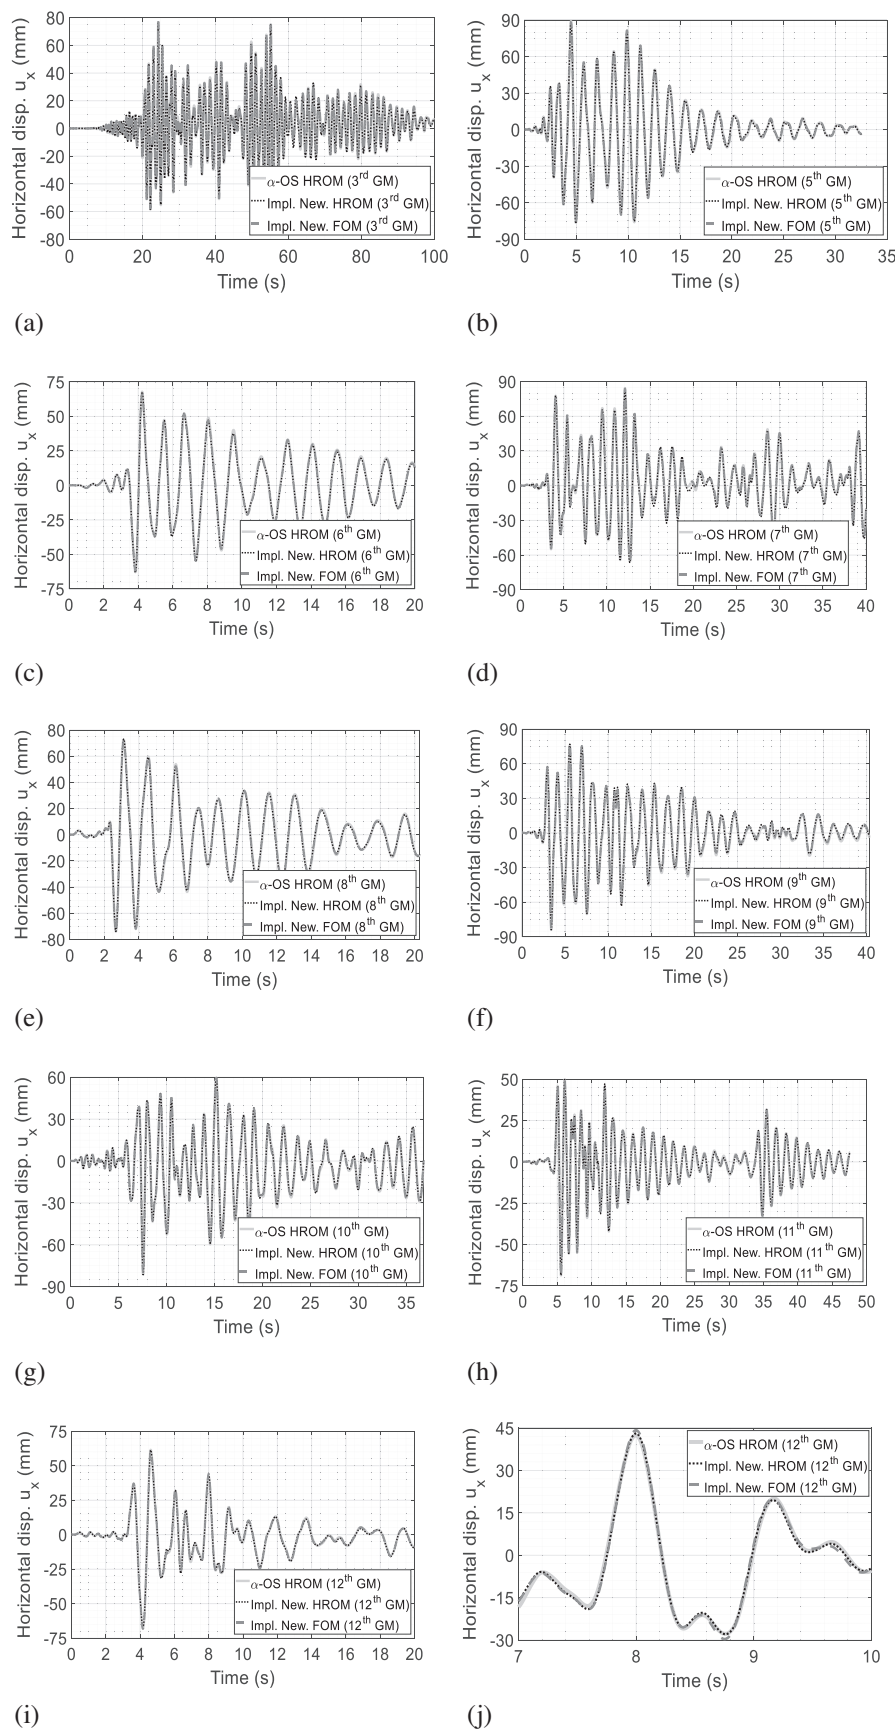 Horizontal disp. u_x (mm)
80
60
40
20
0
-20
-40
-60
-80
α-OS HROM (3rd GM)
Impl. New. HROM (3rd GM)
Impl. New. FOM (3rd GM)
0 20 40 60 80 100
Time (s)
(a)
Horizontal disp. u_x (mm)
90
60
30
0
-30
-60
-90
α-OS HROM (5th GM)
Impl. New. HROM (5th GM)
Impl. New. FOM (5th GM)
0 5 10 15 20 25 30 35
Time (s)
(b)
Horizontal disp. u_x (mm)
75
50
25
0
-25
-50
75
α-OS HROM (6th GM)
Impl. New. HROM (6th GM)
Impl. New. FOM (6th GM)
0 2 4 6 8 10 12 14 16 18 20
Time (s)
(c)
Horizontal disp. u_x (mm)
90
60
30
0
-30
-60
-90
α-OS HROM (7th GM)
Impl. New. HROM (7th GM)
Impl. New. FOM (7th GM)
0 5 10 15 20 25 30 35 40
Time (s)
(d)
Horizontal disp. u_x (mm)
80
60
40
20
0
-20
-40
-60
-80
α-OS HROM (8th GM)
Impl. New. HROM (8th GM)
Impl. New. FOM (8th GM)
0 2 4 6 8 10 12 14 16 18 20
Time (s)
(e)
Horizontal disp. u_x (mm)
90
60
30
0
-30
-60
-90
α-OS HROM (9th GM)
Impl. New. HROM (9th GM)
Impl. New. FOM (9th GM)
0 5 10 15 20 25 30 35 40
Time (s)
(f)
Horizontal disp. u_x (mm)
60
30
0
-30
-60
-90
α-OS HROM (10th GM)
Impl. New. HROM (10th GM)
Impl. New. FOM (10th GM)
0 5 10 15 20 25 30 35
Time (s)
(g)
Horizontal disp. u_x (mm)
50
25
0
-25
-50
-75
α-OS HROM (11th GM)
Impl. New. HROM (11th GM)
Impl. New. FOM (11th GM)
0 5 10 15 20 25 30 35 40 45 50
Time (s)
(h)
Horizontal disp. u_x (mm)
75
50
25
0
-25
-50
75
α-OS HROM (12th GM)
Impl. New. HROM (12th GM)
Impl. New. FOM (12th GM)
0 2 4 6 8 10 12 14 16 18 20
Time (s)
(i)
Horizontal disp. u_x (mm)
45
30
15
0
-15
-30
α-OS HROM (12th GM)
Impl. New. HROM (12th GM)
Impl. New. FOM (12th GM)
7 8 9 10
Time (s)
(j)